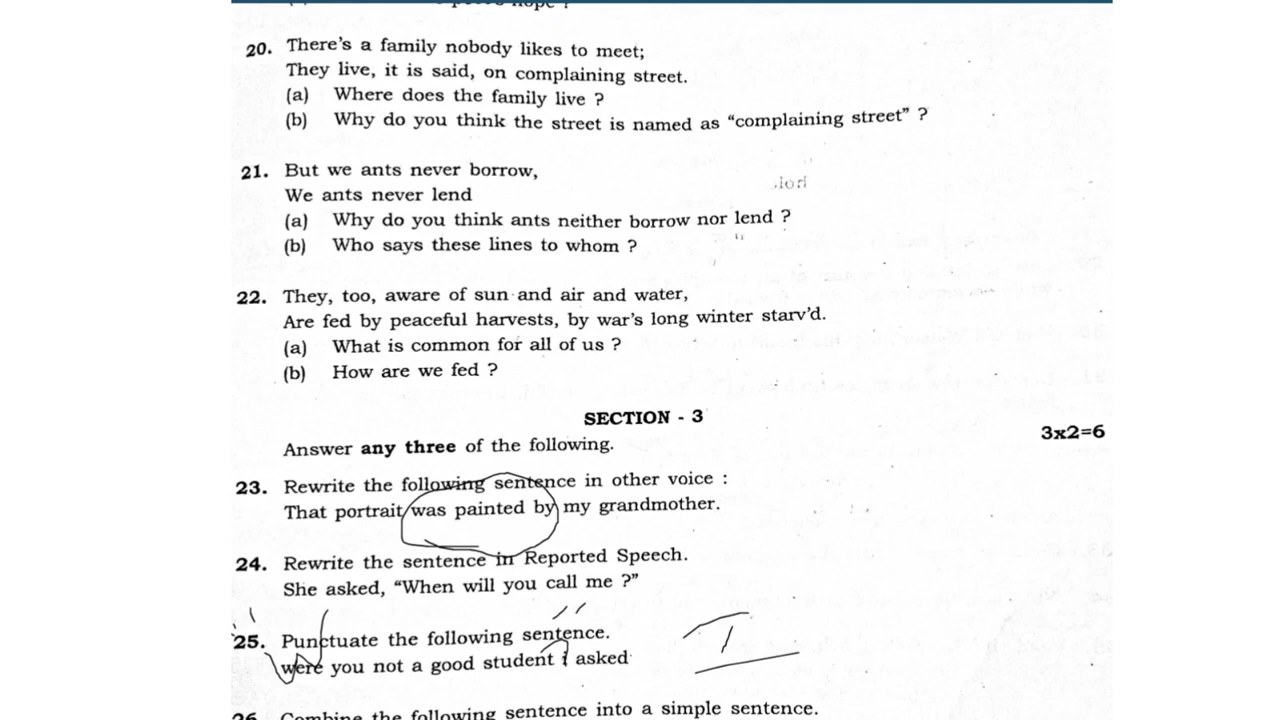 20. There's a family nobody likes to meet;
They live, it is said, on complaining street.
(a) Where does the family live ?
(b) Why do you think the street is named as “complaining street” ?
21. But we ants never borrow,
We ants never lend
(a) Why do you think ants neither borrow nor lend ?
(b) Who says these lines to whom ?
22. They, too, aware of sun and air and water,
Are fed by peaceful harvests, by war's long winter starv'd.
(a) What is common for all of us ?
(b) How are we fed ?
SECTION - 3
Answer any three of the following.
3x2=6
23. Rewrite the following sentence in other voice :
That portrait was painted by my grandmother.
24. Rewrite the sentence in Reported Speech.
She asked, “When will you call me ?”
25. Punctuate the following sentence.
were you not a good student i asked
I
26. Combine the following sentence into a simple sentence.